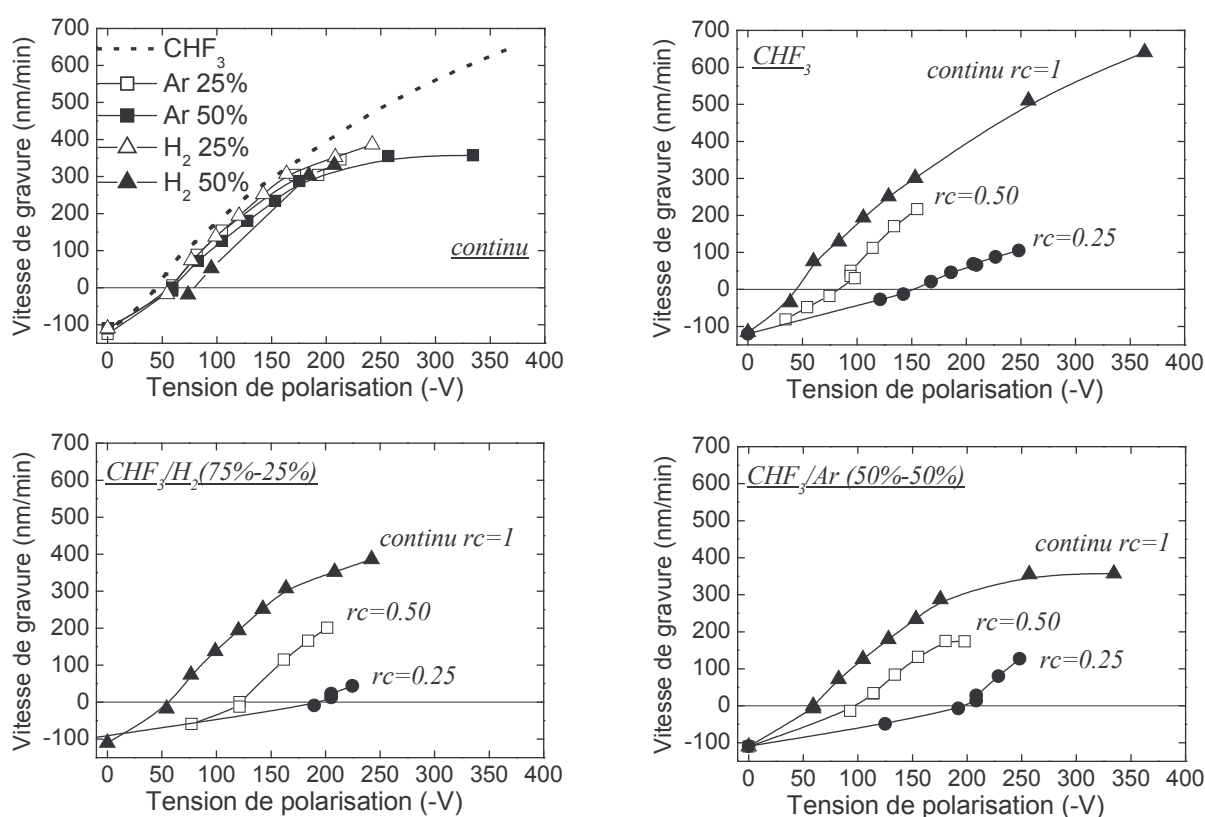 700
600
500
400
300
200
100
0
-100
Vitesse de gravure (nm/min)
CHF3
Ar 25%
Ar 50%
H2 25%
H2 50%
continu
0 50 100 150 200 250 300 350 400
Tension de polarisation (-V)
700
600
500
400
300
200
100
0
-100
Vitesse de gravure (nm/min)
CHF3
continu rc=1
rc=0.50
rc=0.25
0 50 100 150 200 250 300 350 400
Tension de polarisation (-V)
700
600
500
400
300
200
100
0
-100
Vitesse de gravure (nm/min)
CHF3/H2(75%-25%)
continu rc=1
rc=0.50
rc=0.25
0 50 100 150 200 250 300 350 400
Tension de polarisation (-V)
700
600
500
400
300
200
100
0
-100
Vitesse de gravure (nm/min)
CHF3/Ar (50%-50%)
continu rc=1
rc=0.50
rc=0.25
0 50 100 150 200 250 300 350 400
Tension de polarisation (-V)